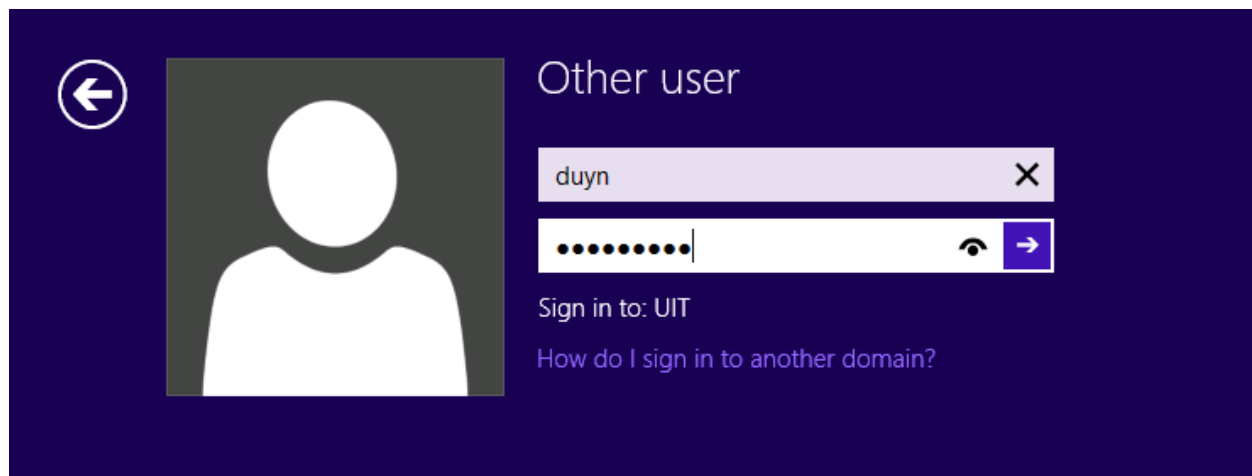 Other user
duyn
•••••••••
Sign in to: UIT
How do I sign in to another domain?